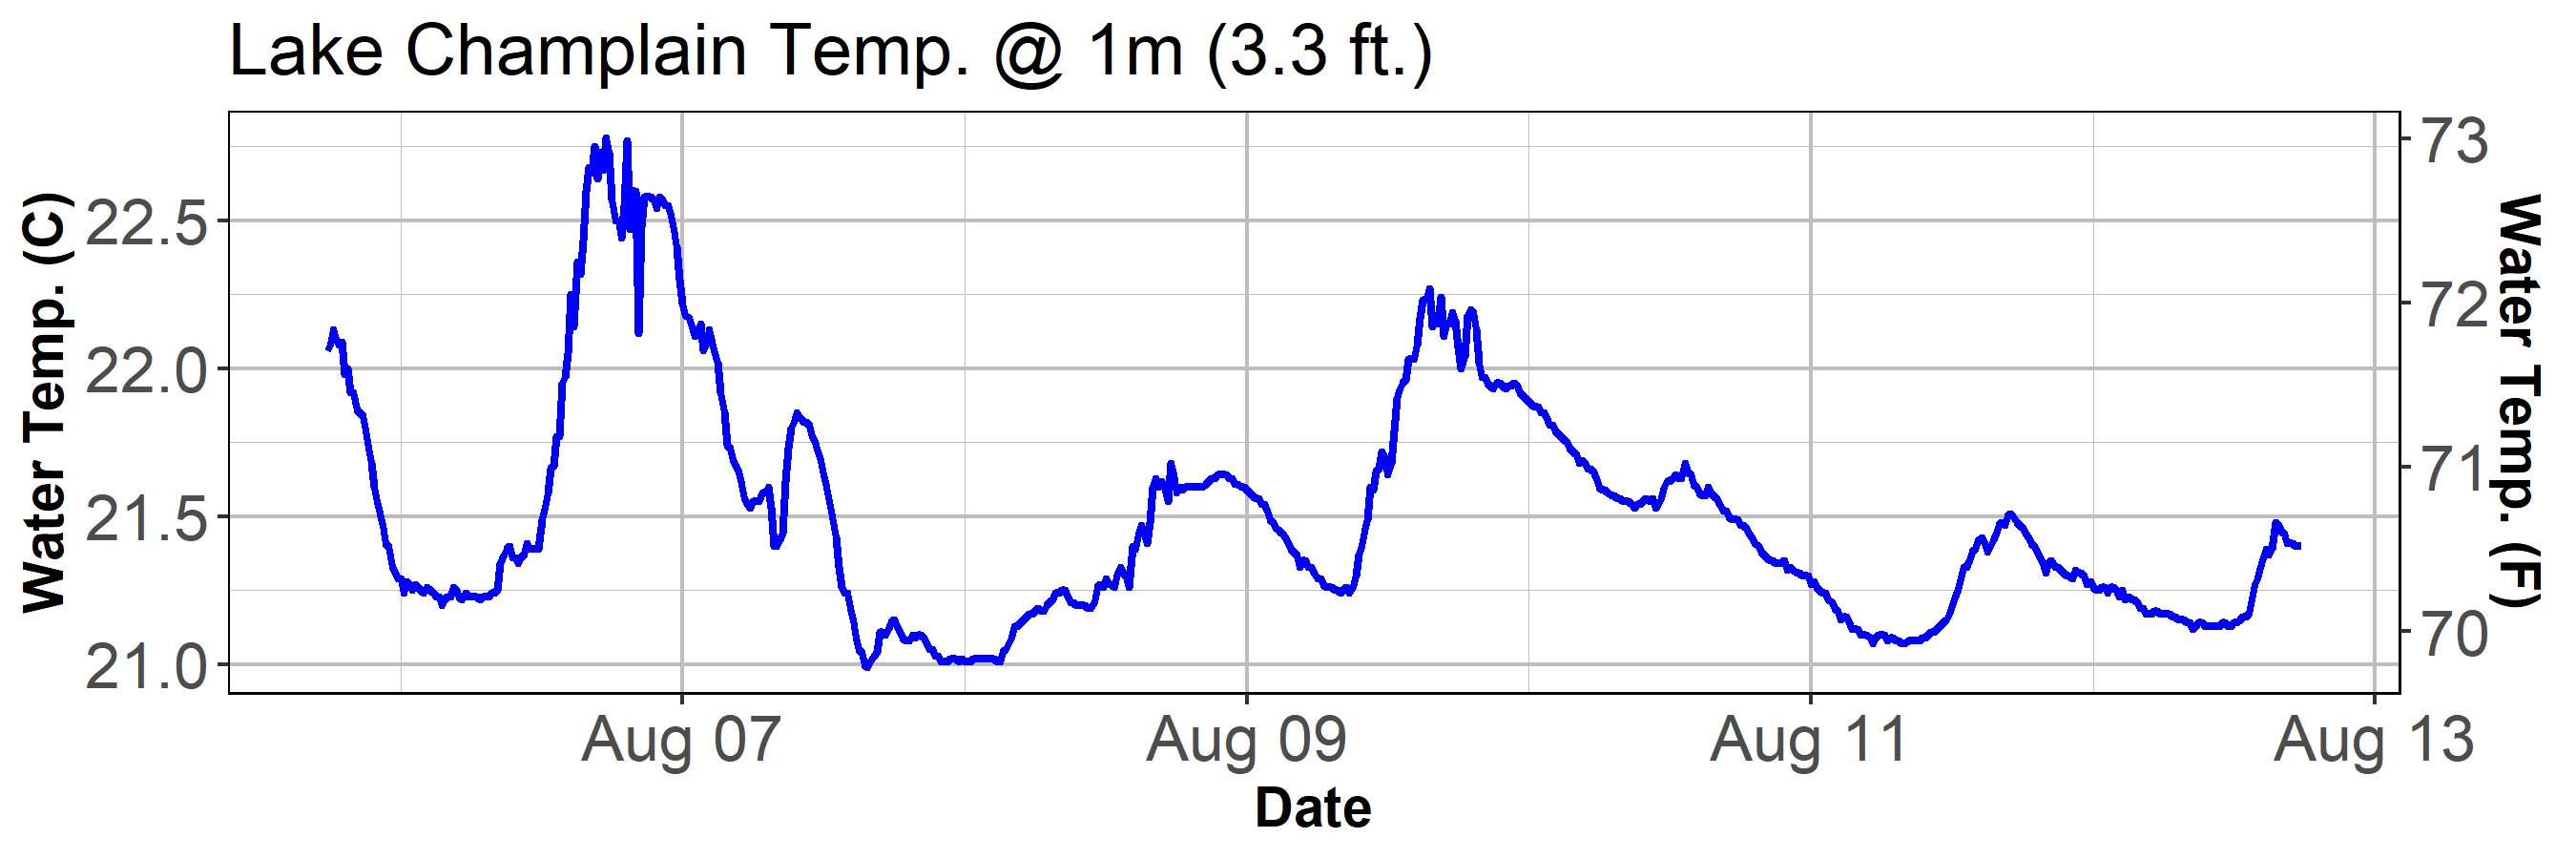 Lake Champlain Temp. @ 1m (3.3 ft.)
Water Temp. (C)
22.5
22.0
21.5
21.0
73
72
71
70
Water Temp. (F)
Aug 07 Aug 09 Aug 11 Aug 13
Date